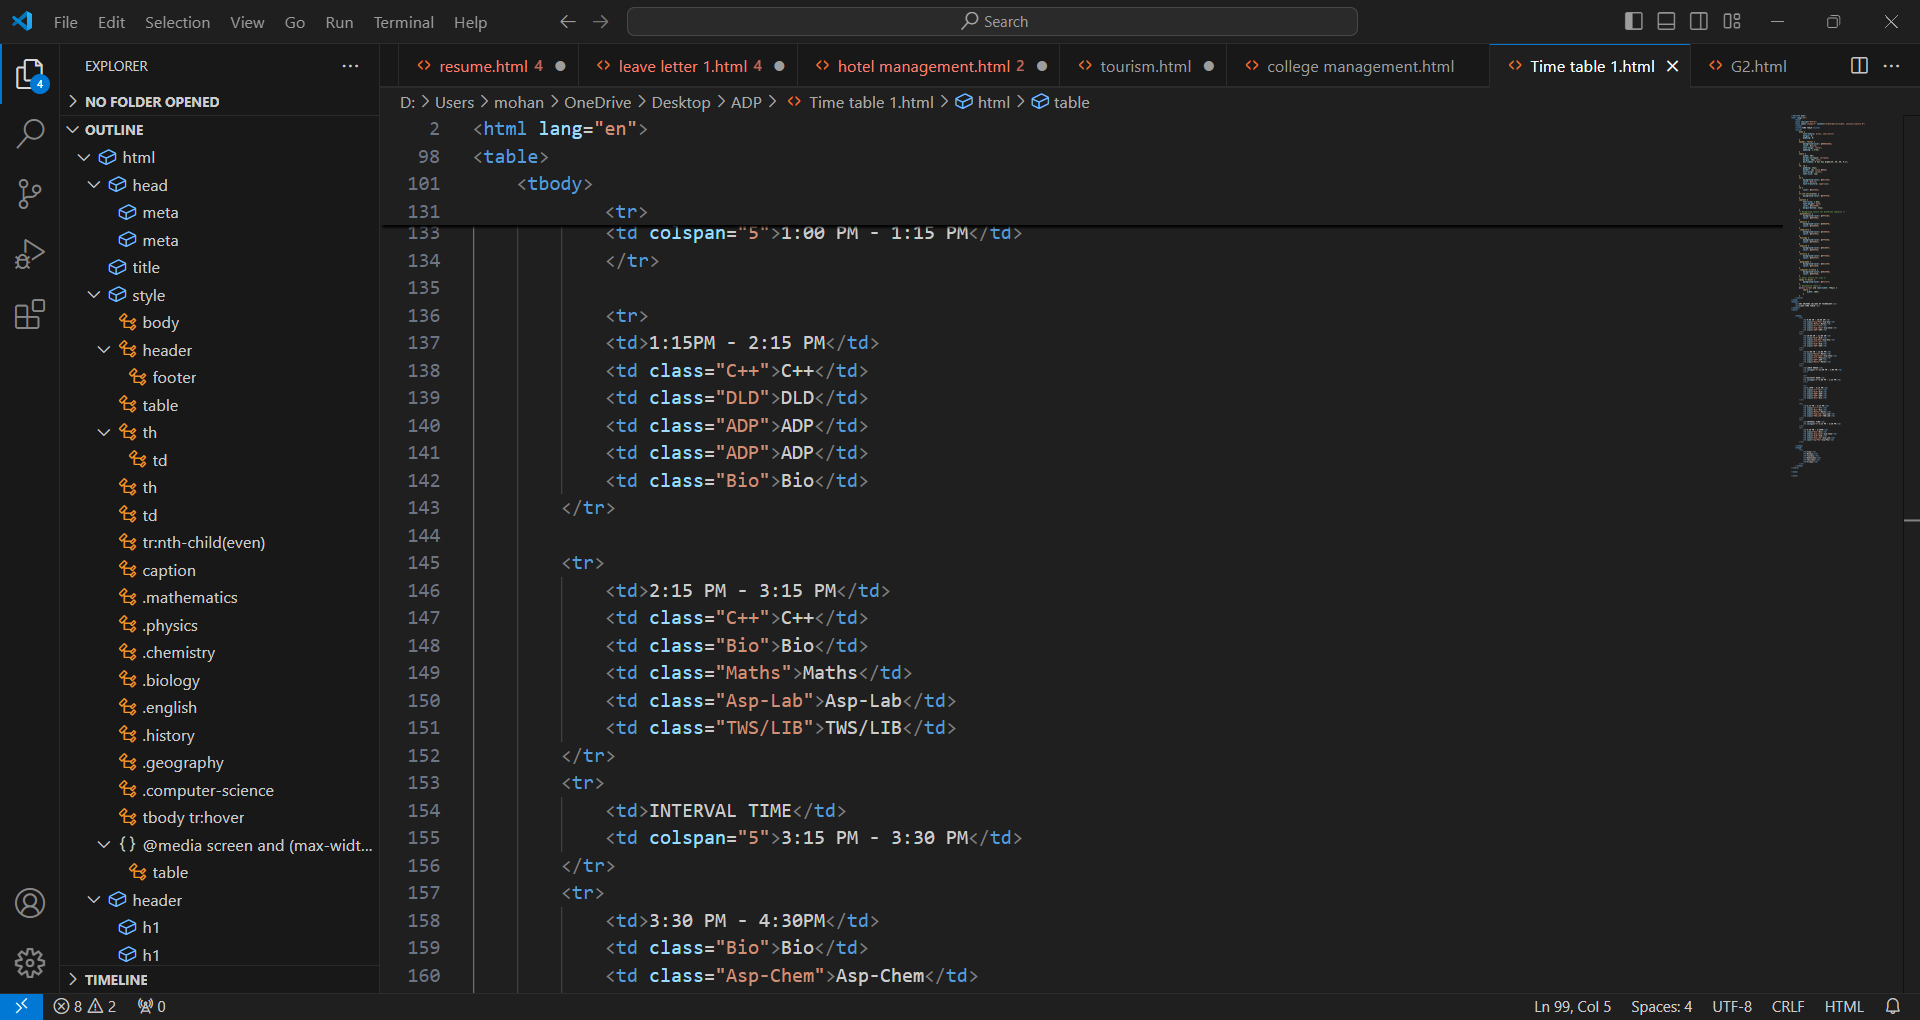 File Edit Selection View Go Run Terminal Help Search
EXPLORER
resume.html 4
leave letter 1.html 4
hotel management.html 2
tourism.html
college management.html
Time table 1.html
G2.html
D: > Users > mohan > OneDrive > Desktop > ADP > Time table 1.html > html > table
NO FOLDER OPENED
OUTLINE
html
head
meta
meta
title
style
body
header
footer
table
th
td
th
td
tr:nth-child(even)
caption
.mathematics
.physics
.chemistry
.biology
.english
.history
.geography
.computer-science
tbody tr:hover
{} @media screen and (max-widt...
table
header
h1
h1
TIMELINE
4
2 <html lang="en">
98 <table>
101 <tbody>
131 <tr>
133 <td colspan="5">1:00 PM - 1:15 PM</td>
134 </tr>
135
136 <tr>
137 <td>1:15PM - 2:15 PM</td>
138 <td class="C++">C++</td>
139 <td class="DLD">DLD</td>
140 <td class="ADP">ADP</td>
141 <td class="ADP">ADP</td>
142 <td class="Bio">Bio</td>
143 </tr>
144
145 <tr>
146 <td>2:15 PM - 3:15 PM</td>
147 <td class="C++">C++</td>
148 <td class="Bio">Bio</td>
149 <td class="Maths">Maths</td>
150 <td class="Asp-Lab">Asp-Lab</td>
151 <td class="TWS/LIB">TWS/LIB</td>
152 </tr>
153 <tr>
154 <td>INTERVAL TIME</td>
155 <td colspan="5">3:15 PM - 3:30 PM</td>
156 </tr>
157 <tr>
158 <td>3:30 PM - 4:30PM</td>
159 <td class="Bio">Bio</td>
160 <td class="Asp-Chem">Asp-Chem</td>
8 2 0
Ln 99, Col 5 Spaces: 4 UTF-8 CRLF HTML